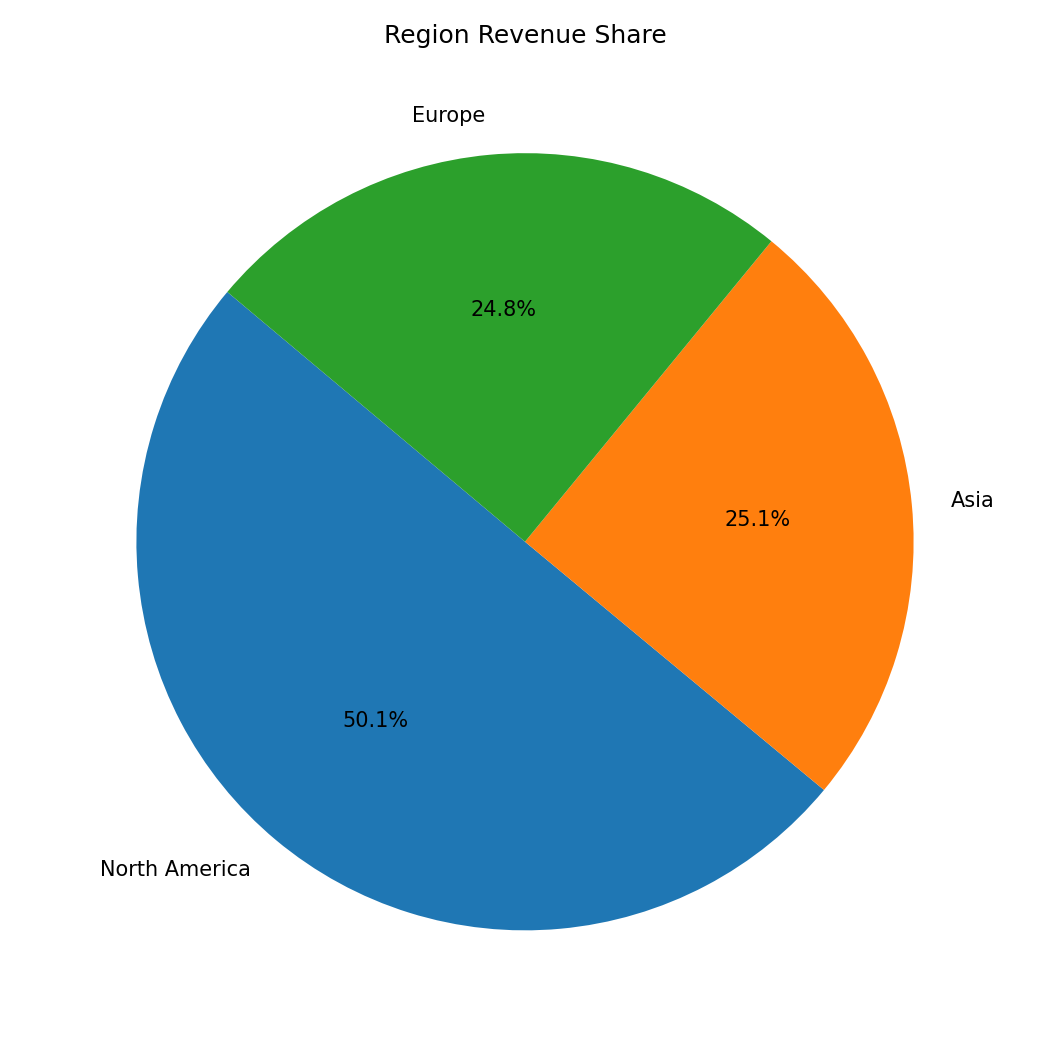 Region Revenue Share
Europe
24.8%
Asia
25.1%
50.1%
North America